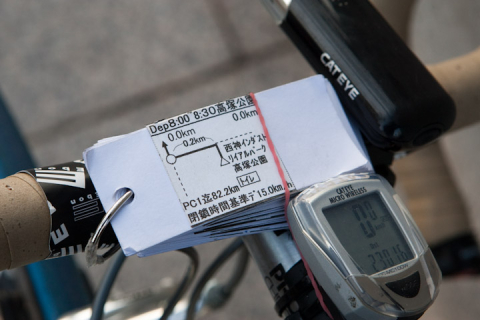 CAT EYE
Dep8:00 8:30高塚公園
0.0km 0.0km
0.2km
西神インダスト
リアルパーク
高塚公園
トイレ
PC1迄82.2km
閉鎖時間基準デ15.0km/h
CATEYE
MICRO WIRELESS